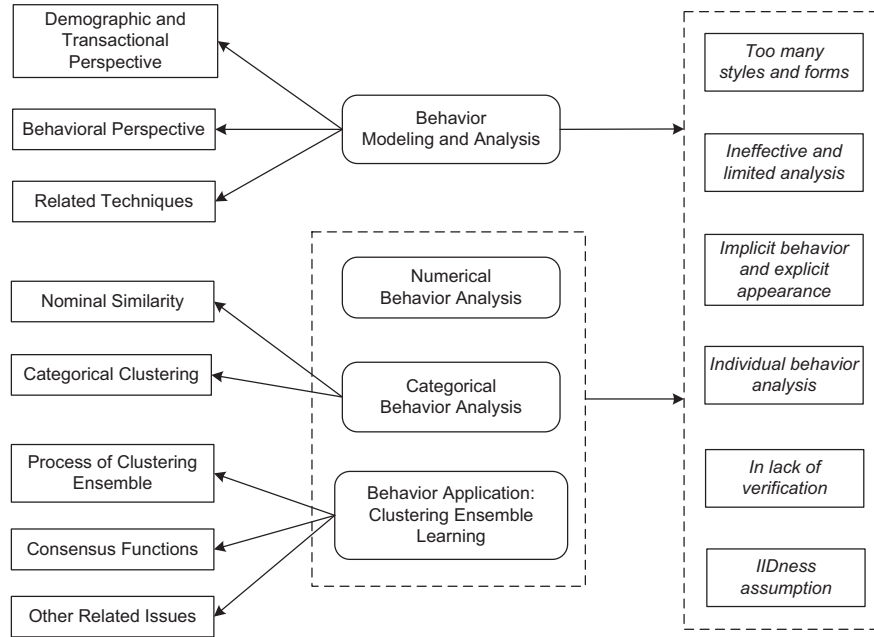 Demographic and
Transactional
Perspective
Behavioral Perspective
Related Techniques
Nominal Similarity
Categorical Clustering
Process of Clustering
Ensemble
Consensus Functions
Other Related Issues
Behavior
Modeling and Analysis
Numerical
Behavior Analysis
Categorical
Behavior Analysis
Behavior Application:
Clustering Ensemble
Learning
Too many
styles and forms
Ineffective and
limited analysis
Implicit behavior
and explicit
appearance
Individual behavior
analysis
In lack of
verification
IIDness
assumption